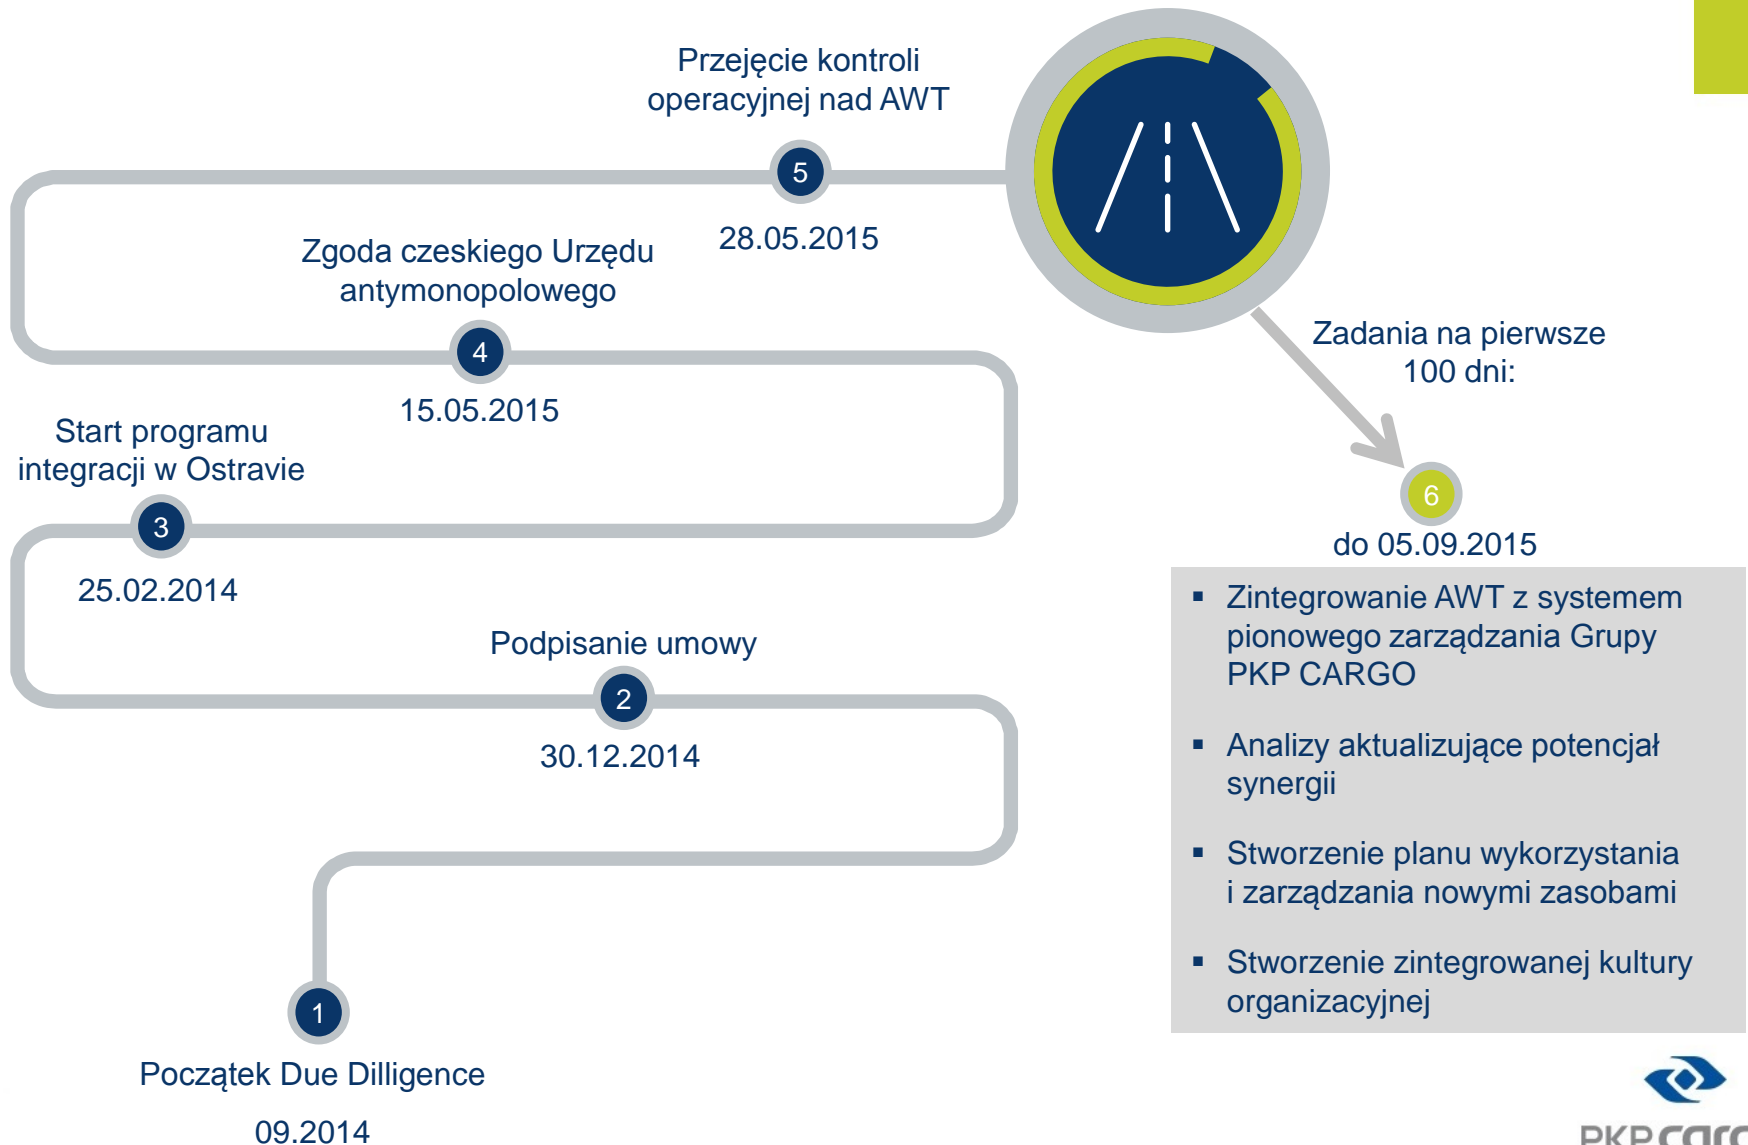 Przejęcie kontroli
operacyjnej nad AWT
5
28.05.2015
Zgoda czeskiego Urzędu
antymonopolowego
4
15.05.2015
Start programu
integracji w Ostravie
3
25.02.2014
Podpisanie umowy
2
30.12.2014
1
Początek Due Dilligence
09.2014
Zadania na pierwsze
100 dni:
6
do 05.09.2015
▪ Zintegrowanie AWT z systemem
pionowego zarządzania Grupy
PKP CARGO
▪ Analizy aktualizujące potencjał
synergii
▪ Stworzenie planu wykorzystania
i zarządzania nowymi zasobami
▪ Stworzenie zintegrowanej kultury
organizacyjnej
PKP